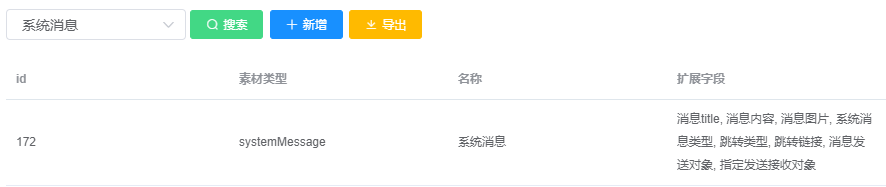 系统消息 搜索 新增 导出
id 素材类型 名称 扩展字段
172 systemMessage 系统消息 消息title, 消息内容, 消息图片, 系统消
息类型, 跳转类型, 跳转链接, 消息发
送对象, 指定发送接收对象